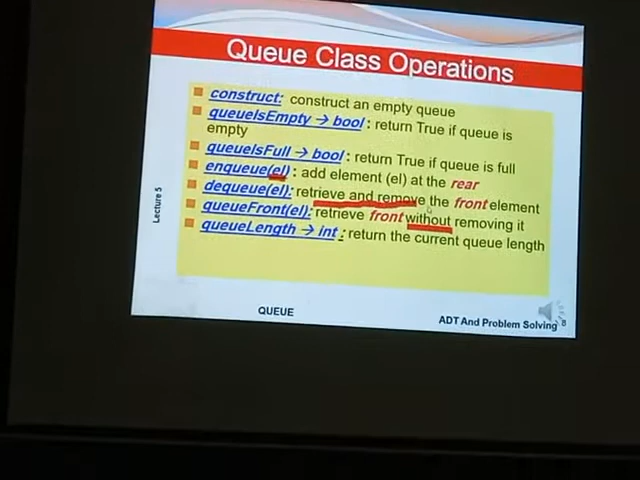 Queue Class Operations
construct: construct an empty queue
queueIsEmpty → bool : return True if queue is
empty
queueIsFull → bool : return True if queue is full
enqueue(el) : add element (el) at the rear
dequeue(el): retrieve and remove the front element
queueFront(el): retrieve front without removing it
queueLength → int : return the current queue length
Lecture 5
QUEUE
ADT And Problem Solving 8